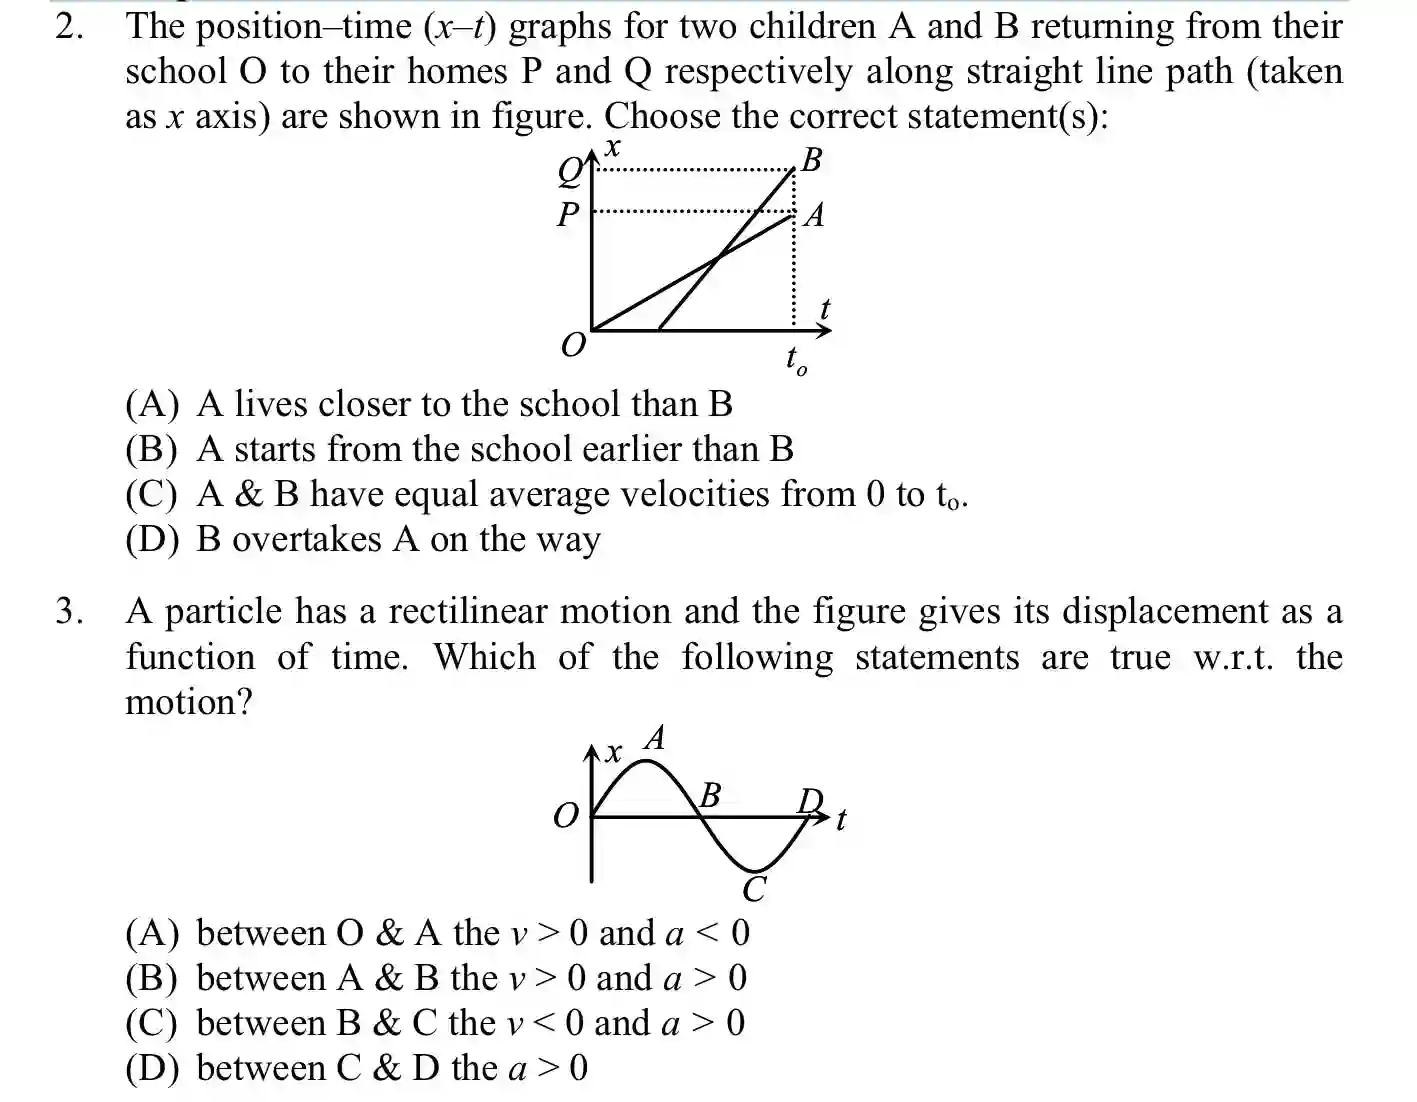 2. The position–time (x–t) graphs for two children A and B returning from their
school O to their homes P and Q respectively along straight line path (taken
as x axis) are shown in figure. Choose the correct statement(s):
x
Q
B
P
A
t
O
t₀
(A) A lives closer to the school than B
(B) A starts from the school earlier than B
(C) A & B have equal average velocities from 0 to tₒ.
(D) B overtakes A on the way
3. A particle has a rectilinear motion and the figure gives its displacement as a
function of time. Which of the following statements are true w.r.t. the
motion?
A
x
B
D
O
t
C
(A) between O & A the v > 0 and a < 0
(B) between A & B the v > 0 and a > 0
(C) between B & C the v < 0 and a > 0
(D) between C & D the a > 0